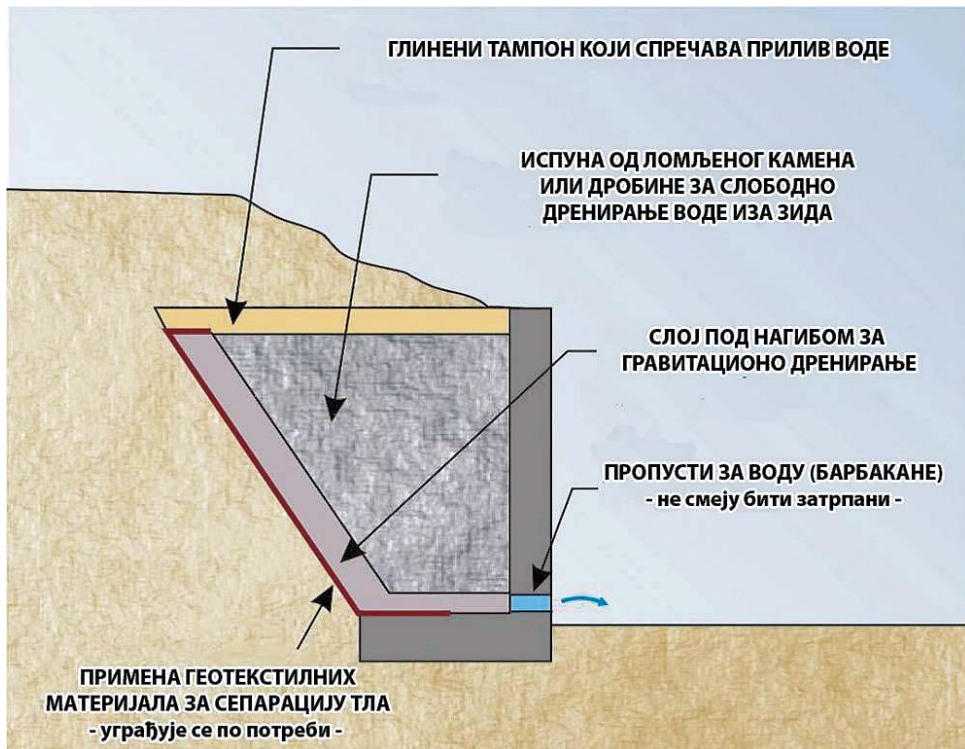 ГЛИНЕНИ ТАМПОН КОЈИ СПРЕЧАВА ПРИЛИВ ВОДЕ
ИСПУНА ОД ЛОМЉЕНОГ КАМЕНА
ИЛИ ДРОБИНЕ ЗА СЛОБОДНО
ДРЕНИРАЊЕ ВОДЕ ИЗА ЗИДА
СЛОЈ ПОД НАГИБОМ ЗА
ГРАВИТАЦИОНО ДРЕНИРАЊЕ
ПРОПУСТИ ЗА ВОДУ (БАРБАКАНЕ)
- не смеју бити затрпани -
ПРИМЕНА ГЕОТЕКСТИЛНИХ
МАТЕРИЈАЛА ЗА СЕПАРАЦИЈУ ТЛА
- уграђује се по потреби -